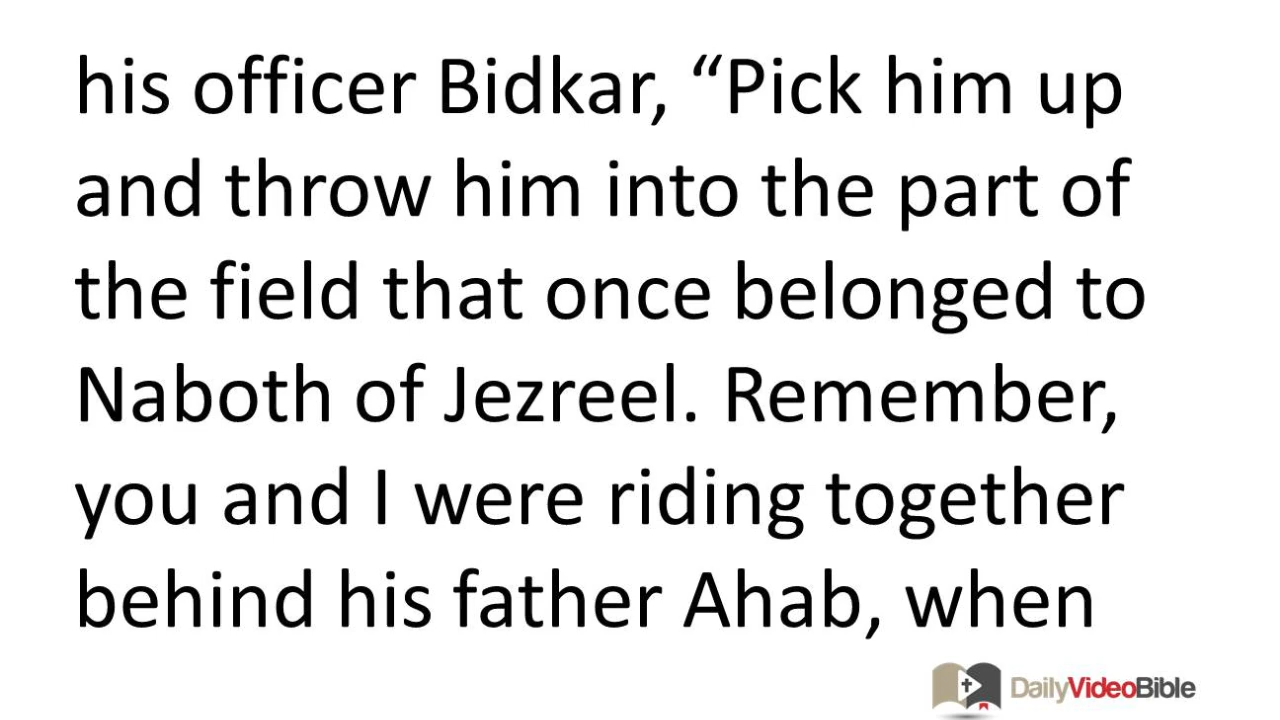 his officer Bidkar, “Pick him up
and throw him into the part of
the field that once belonged to
Naboth of Jezreel. Remember,
you and I were riding together
behind his father Ahab, when
DailyVideoBible